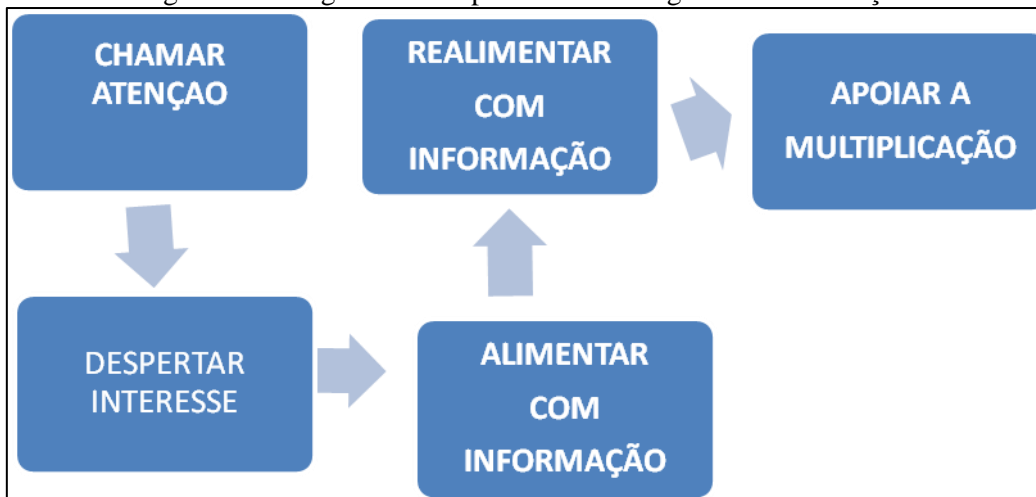 CHAMAR
ATENÇAO
DESPERTAR
INTERESSE
ALIMENTAR
COM
INFORMAÇÃO
REALIMENTAR
COM
INFORMAÇÃO
APOIAR A
MULTIPLICAÇÃO